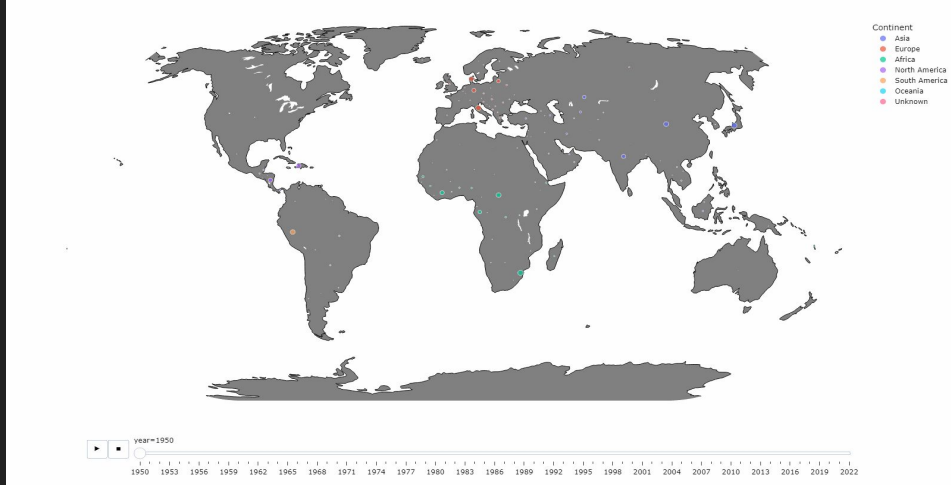 Continent
Asia
Europe
Africa
North America
South America
Oceania
Unknown
year=1950
1950 1953 1956 1959 1962 1965 1968 1971 1974 1977 1980 1983 1986 1989 1992 1995 1998 2001 2004 2007 2010 2013 2016 2019 2022